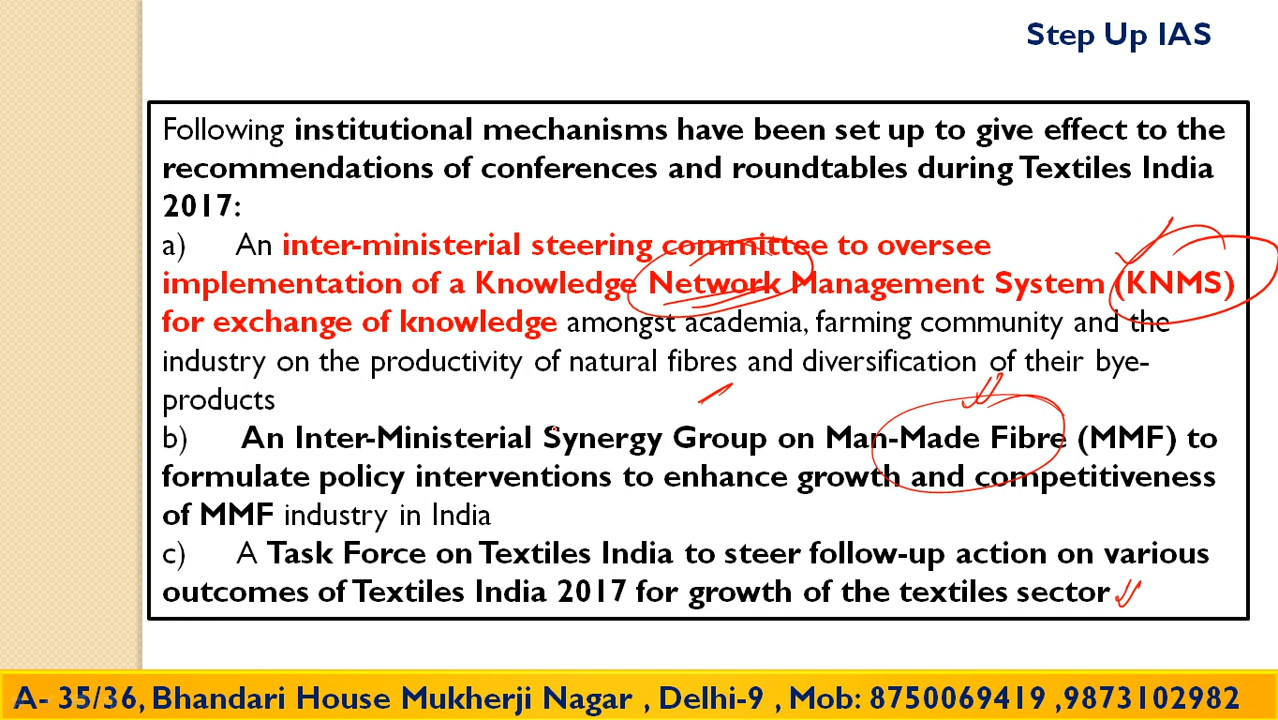 Step Up IAS
Following institutional mechanisms have been set up to give effect to the
recommendations of conferences and roundtables during Textiles India
2017:
a) An inter-ministerial steering committee to oversee
implementation of a Knowledge Network Management System (KNMS)
for exchange of knowledge amongst academia, farming community and the
industry on the productivity of natural fibres and diversification of their bye-
products
b) An Inter-Ministerial Synergy Group on Man-Made Fibre (MMF) to
formulate policy interventions to enhance growth and competitiveness
of MMF industry in India
c) A Task Force on Textiles India to steer follow-up action on various
outcomes of Textiles India 2017 for growth of the textiles sector
A- 35/36, Bhandari House Mukherji Nagar , Delhi-9 , Mob: 8750069419 ,9873102982